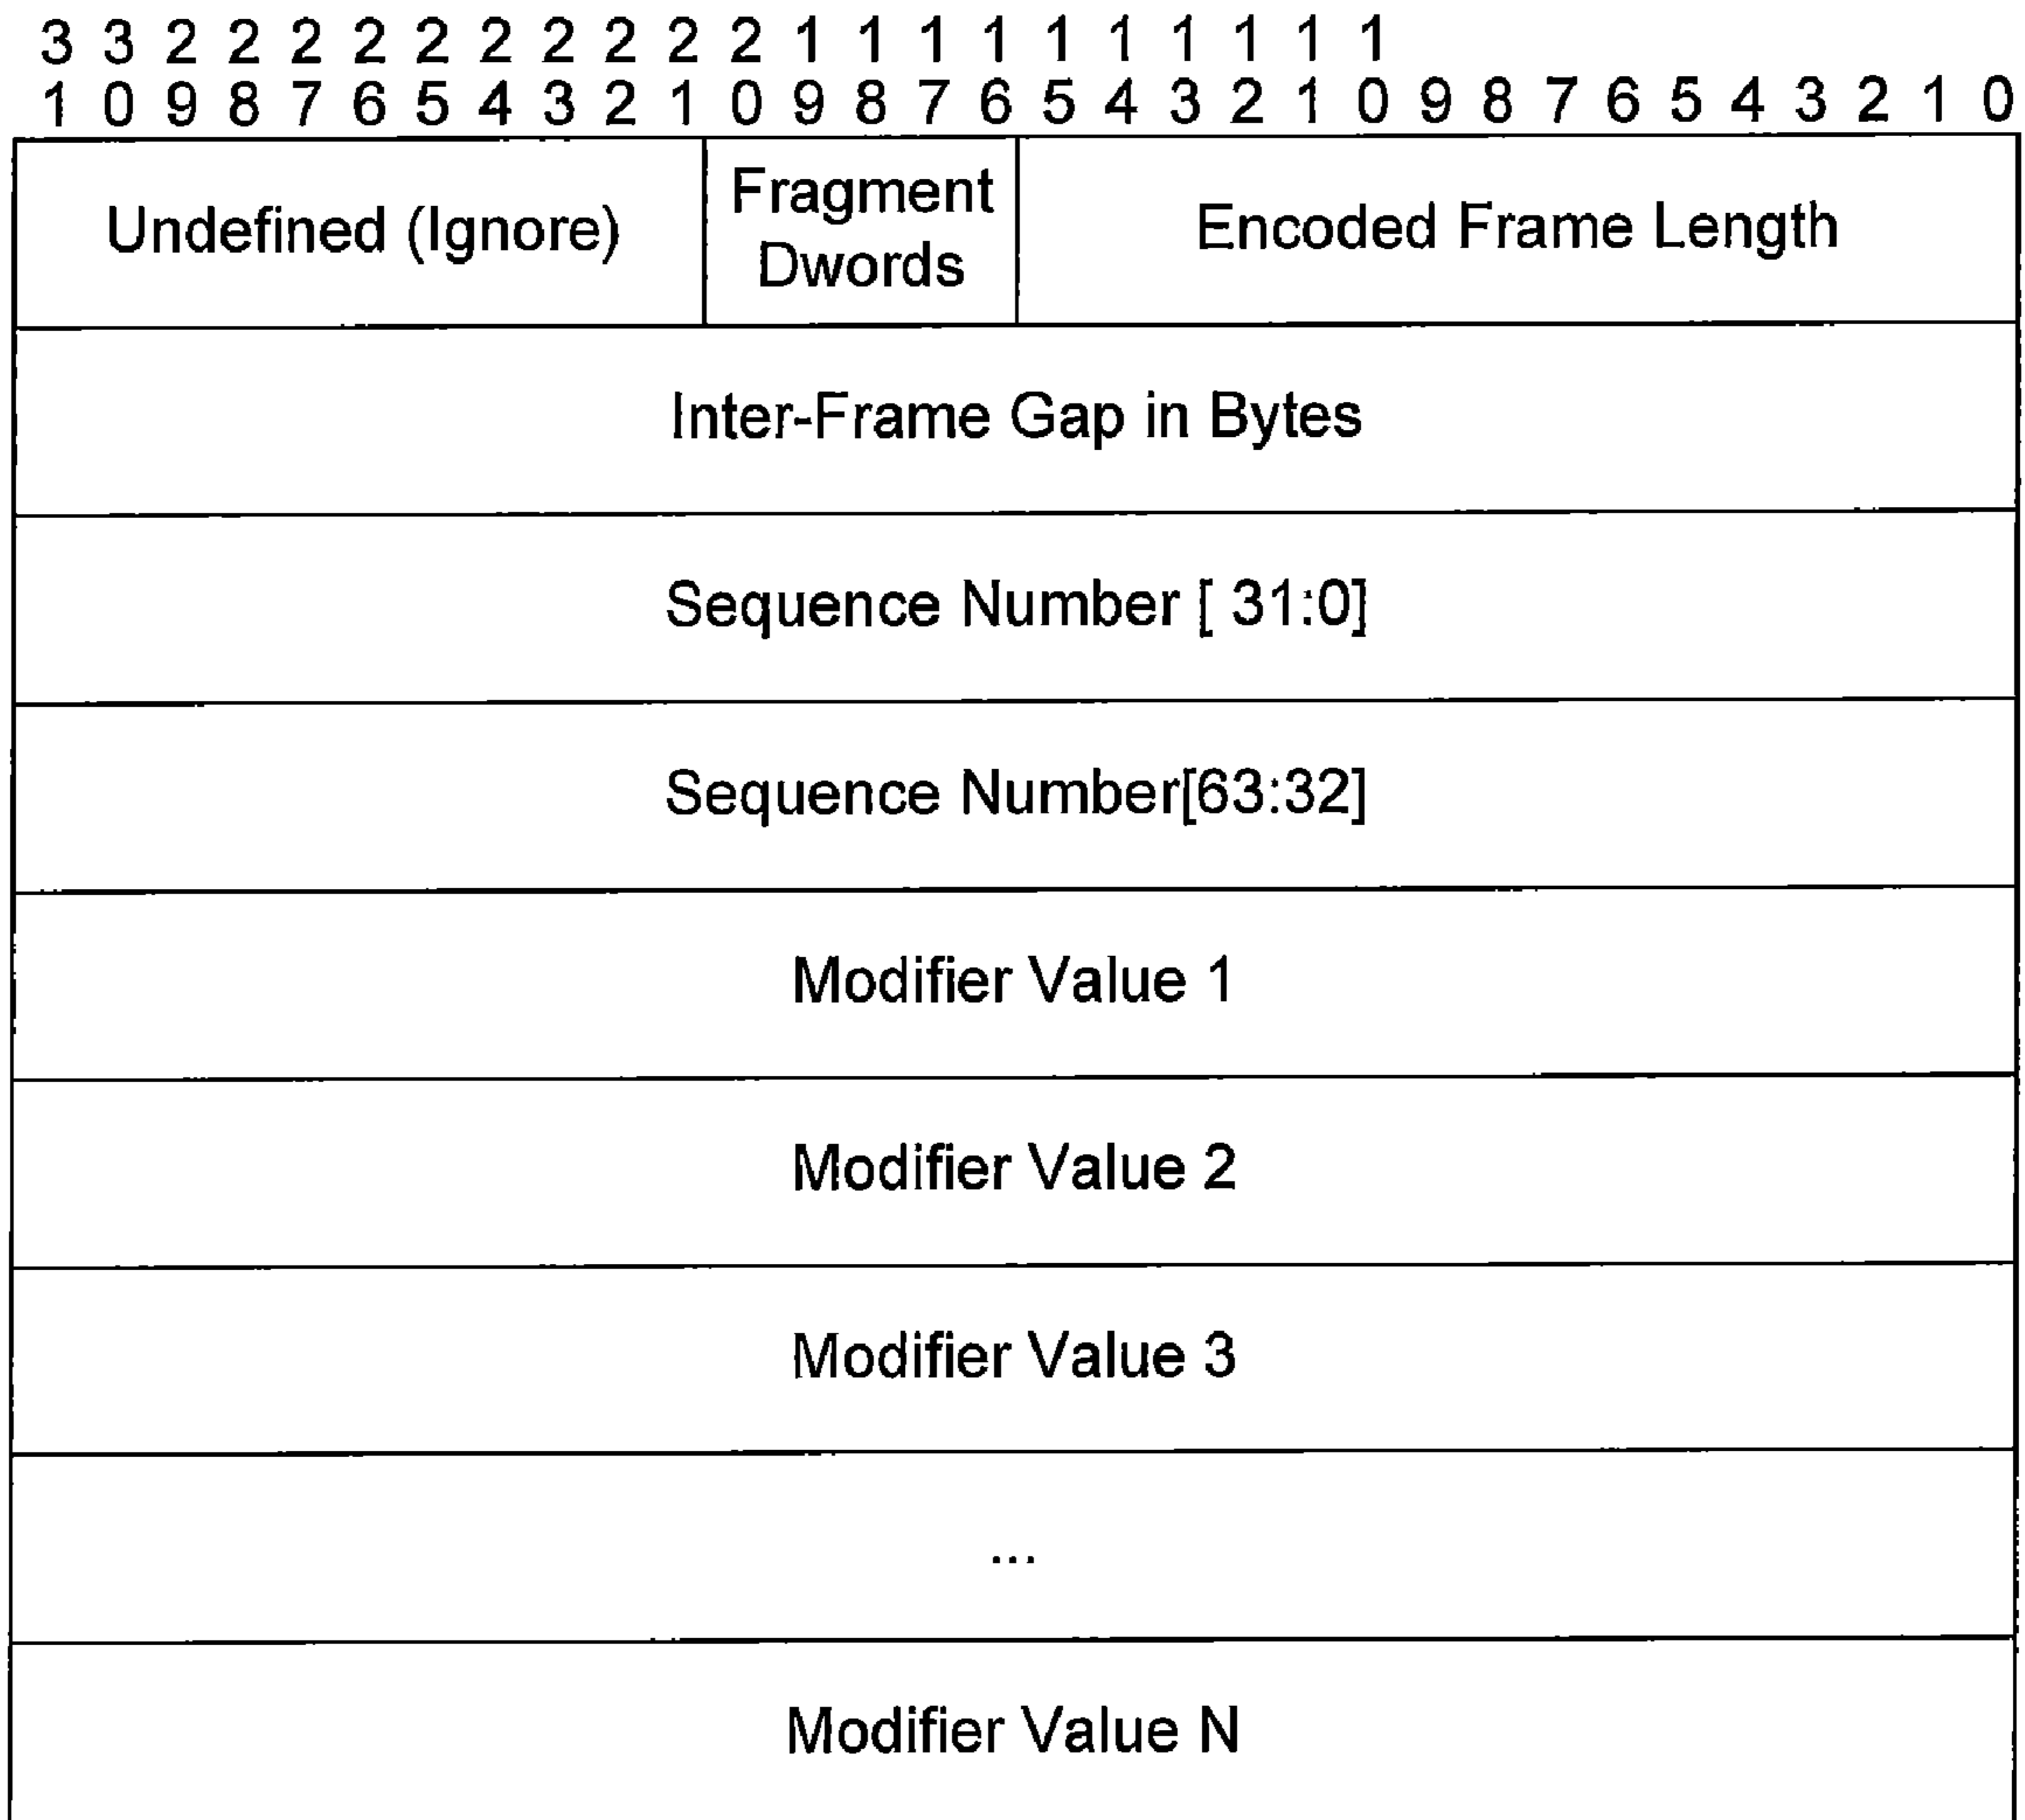 3 3 2 2 2 2 2 2 2 2 2 2 1 1 1 1 1 1 1 1 1 1
1 0 9 8 7 6 5 4 3 2 1 0 9 8 7 6 5 4 3 2 1 0 9 8 7 6 5 4 3 2 1 0
Undefined (Ignore)
Fragment
Dwords
Encoded Frame Length
Inter-Frame Gap in Bytes
Sequence Number [ 31:0]
Sequence Number[63:32]
Modifier Value 1
Modifier Value 2
Modifier Value 3
...
Modifier Value N